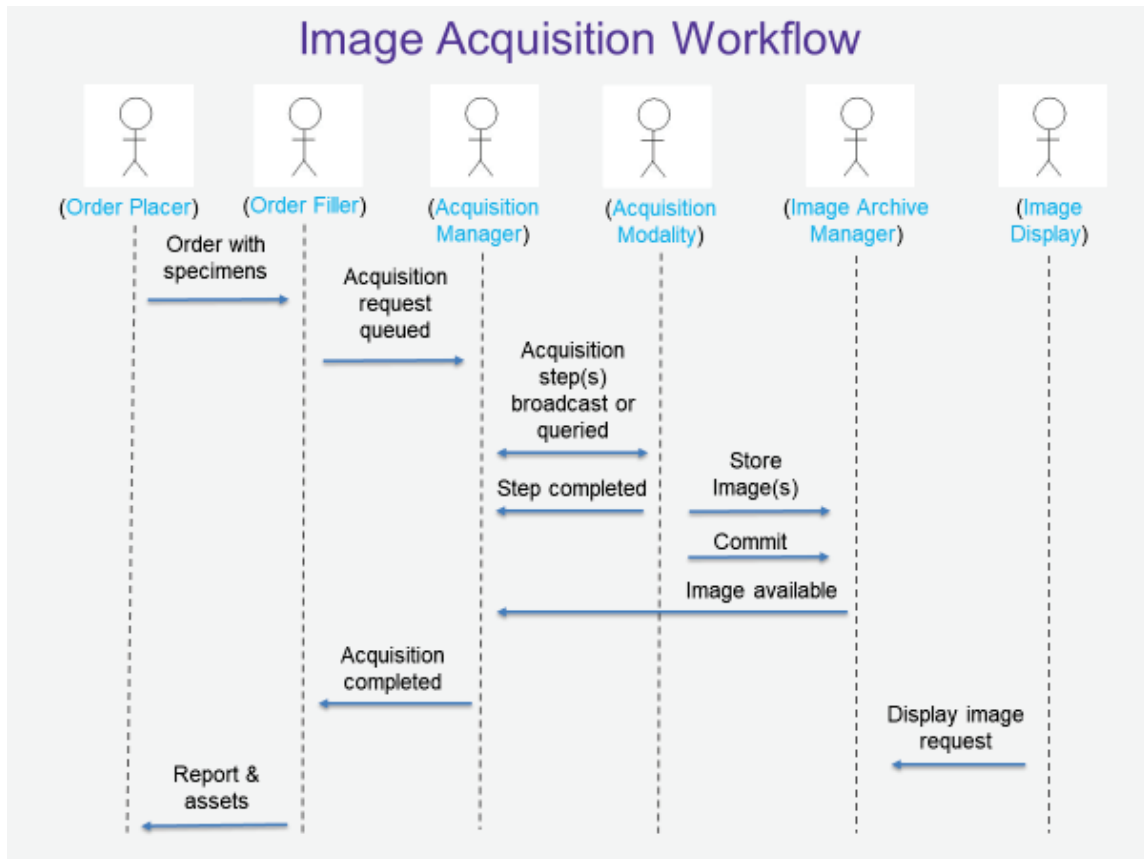 Image Acquisition Workflow
(Order Placer)
(Order Filler)
(Acquisition
Manager)
(Acquisition
Modality)
(Image Archive
Manager)
(Image
Display)
Order with
specimens
Acquisition
request
queued
Acquisition
step(s)
broadcast or
queried
Step completed
Store
Image(s)
Commit
Image available
Acquisition
completed
Display image
request
Report &
assets